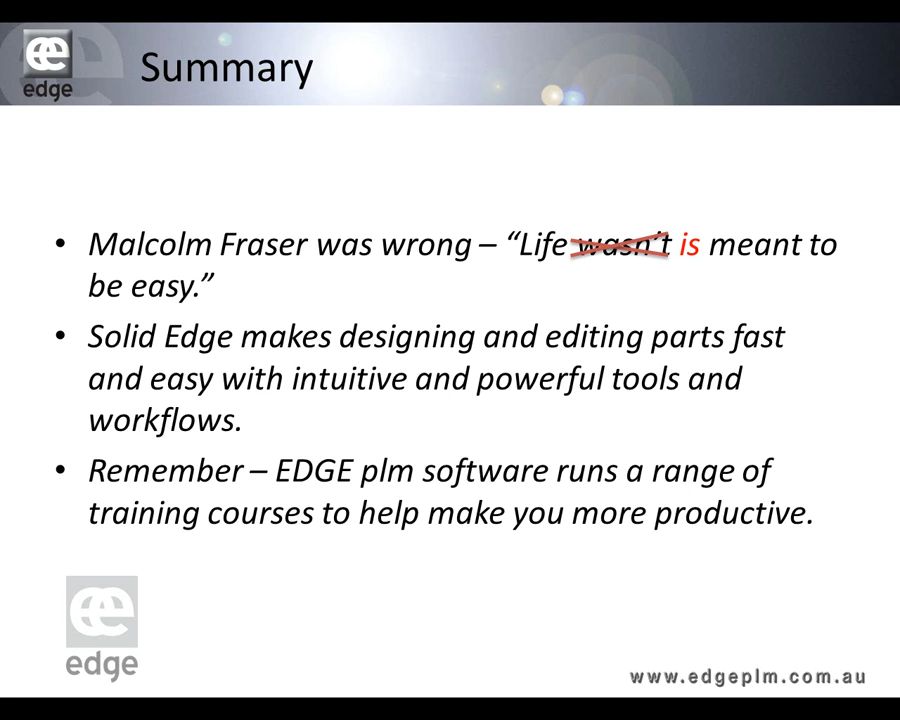 edge
Summary
• Malcolm Fraser was wrong – “Life wasn’t is meant to
be easy.”
• Solid Edge makes designing and editing parts fast
and easy with intuitive and powerful tools and
workflows.
• Remember – EDGE plm software runs a range of
training courses to help make you more productive.
edge
www.edgeplm.com.au